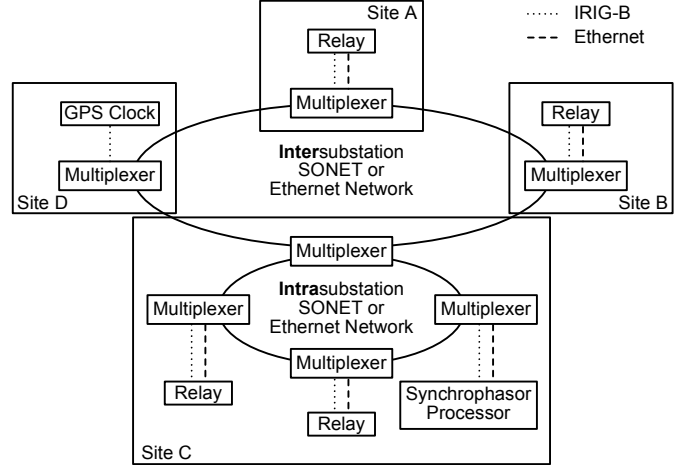 Site A
IRIG-B
Ethernet
Relay
Multiplexer
GPS Clock
Multiplexer
Site D
Intersubstation
SONET or
Ethernet Network
Relay
Multiplexer
Site B
Multiplexer
Intrasubstation
SONET or
Ethernet Network
Multiplexer
Multiplexer
Multiplexer
Relay
Relay
Synchrophasor
Processor
Site C